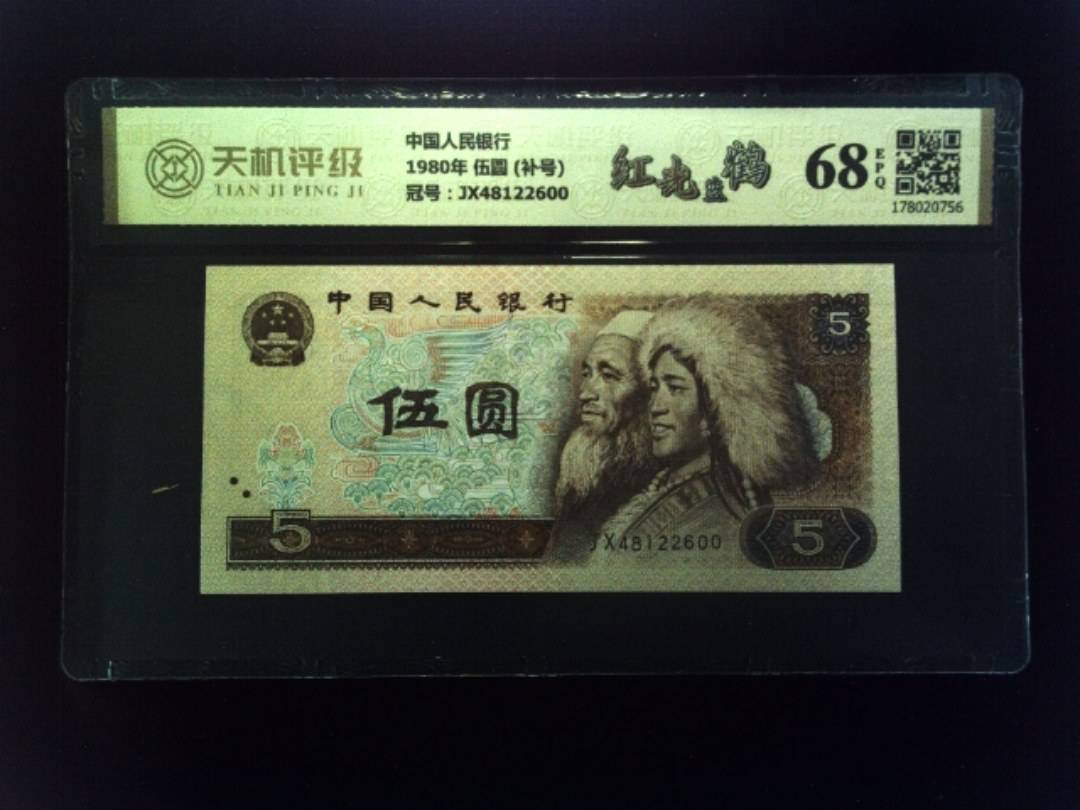 天机评级
TIAN JI PING JI
中国人民银行
1980年 伍圆 (补号)
冠号：JX48122600
红光蓝鹤
68
EPQ
178020756
中国人民银行
5
伍圆
5
JX48122600
5